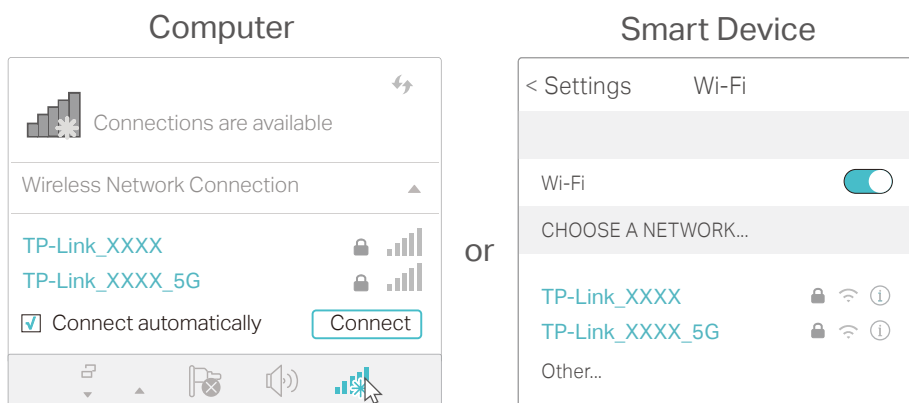 Computer
Connections are available
Wireless Network Connection
TP-Link_XXXX
TP-Link_XXXX_5G
Connect automatically
Connect
or
Smart Device
< Settings Wi-Fi
Wi-Fi
CHOOSE A NETWORK...
TP-Link_XXXX
TP-Link_XXXX_5G
Other...